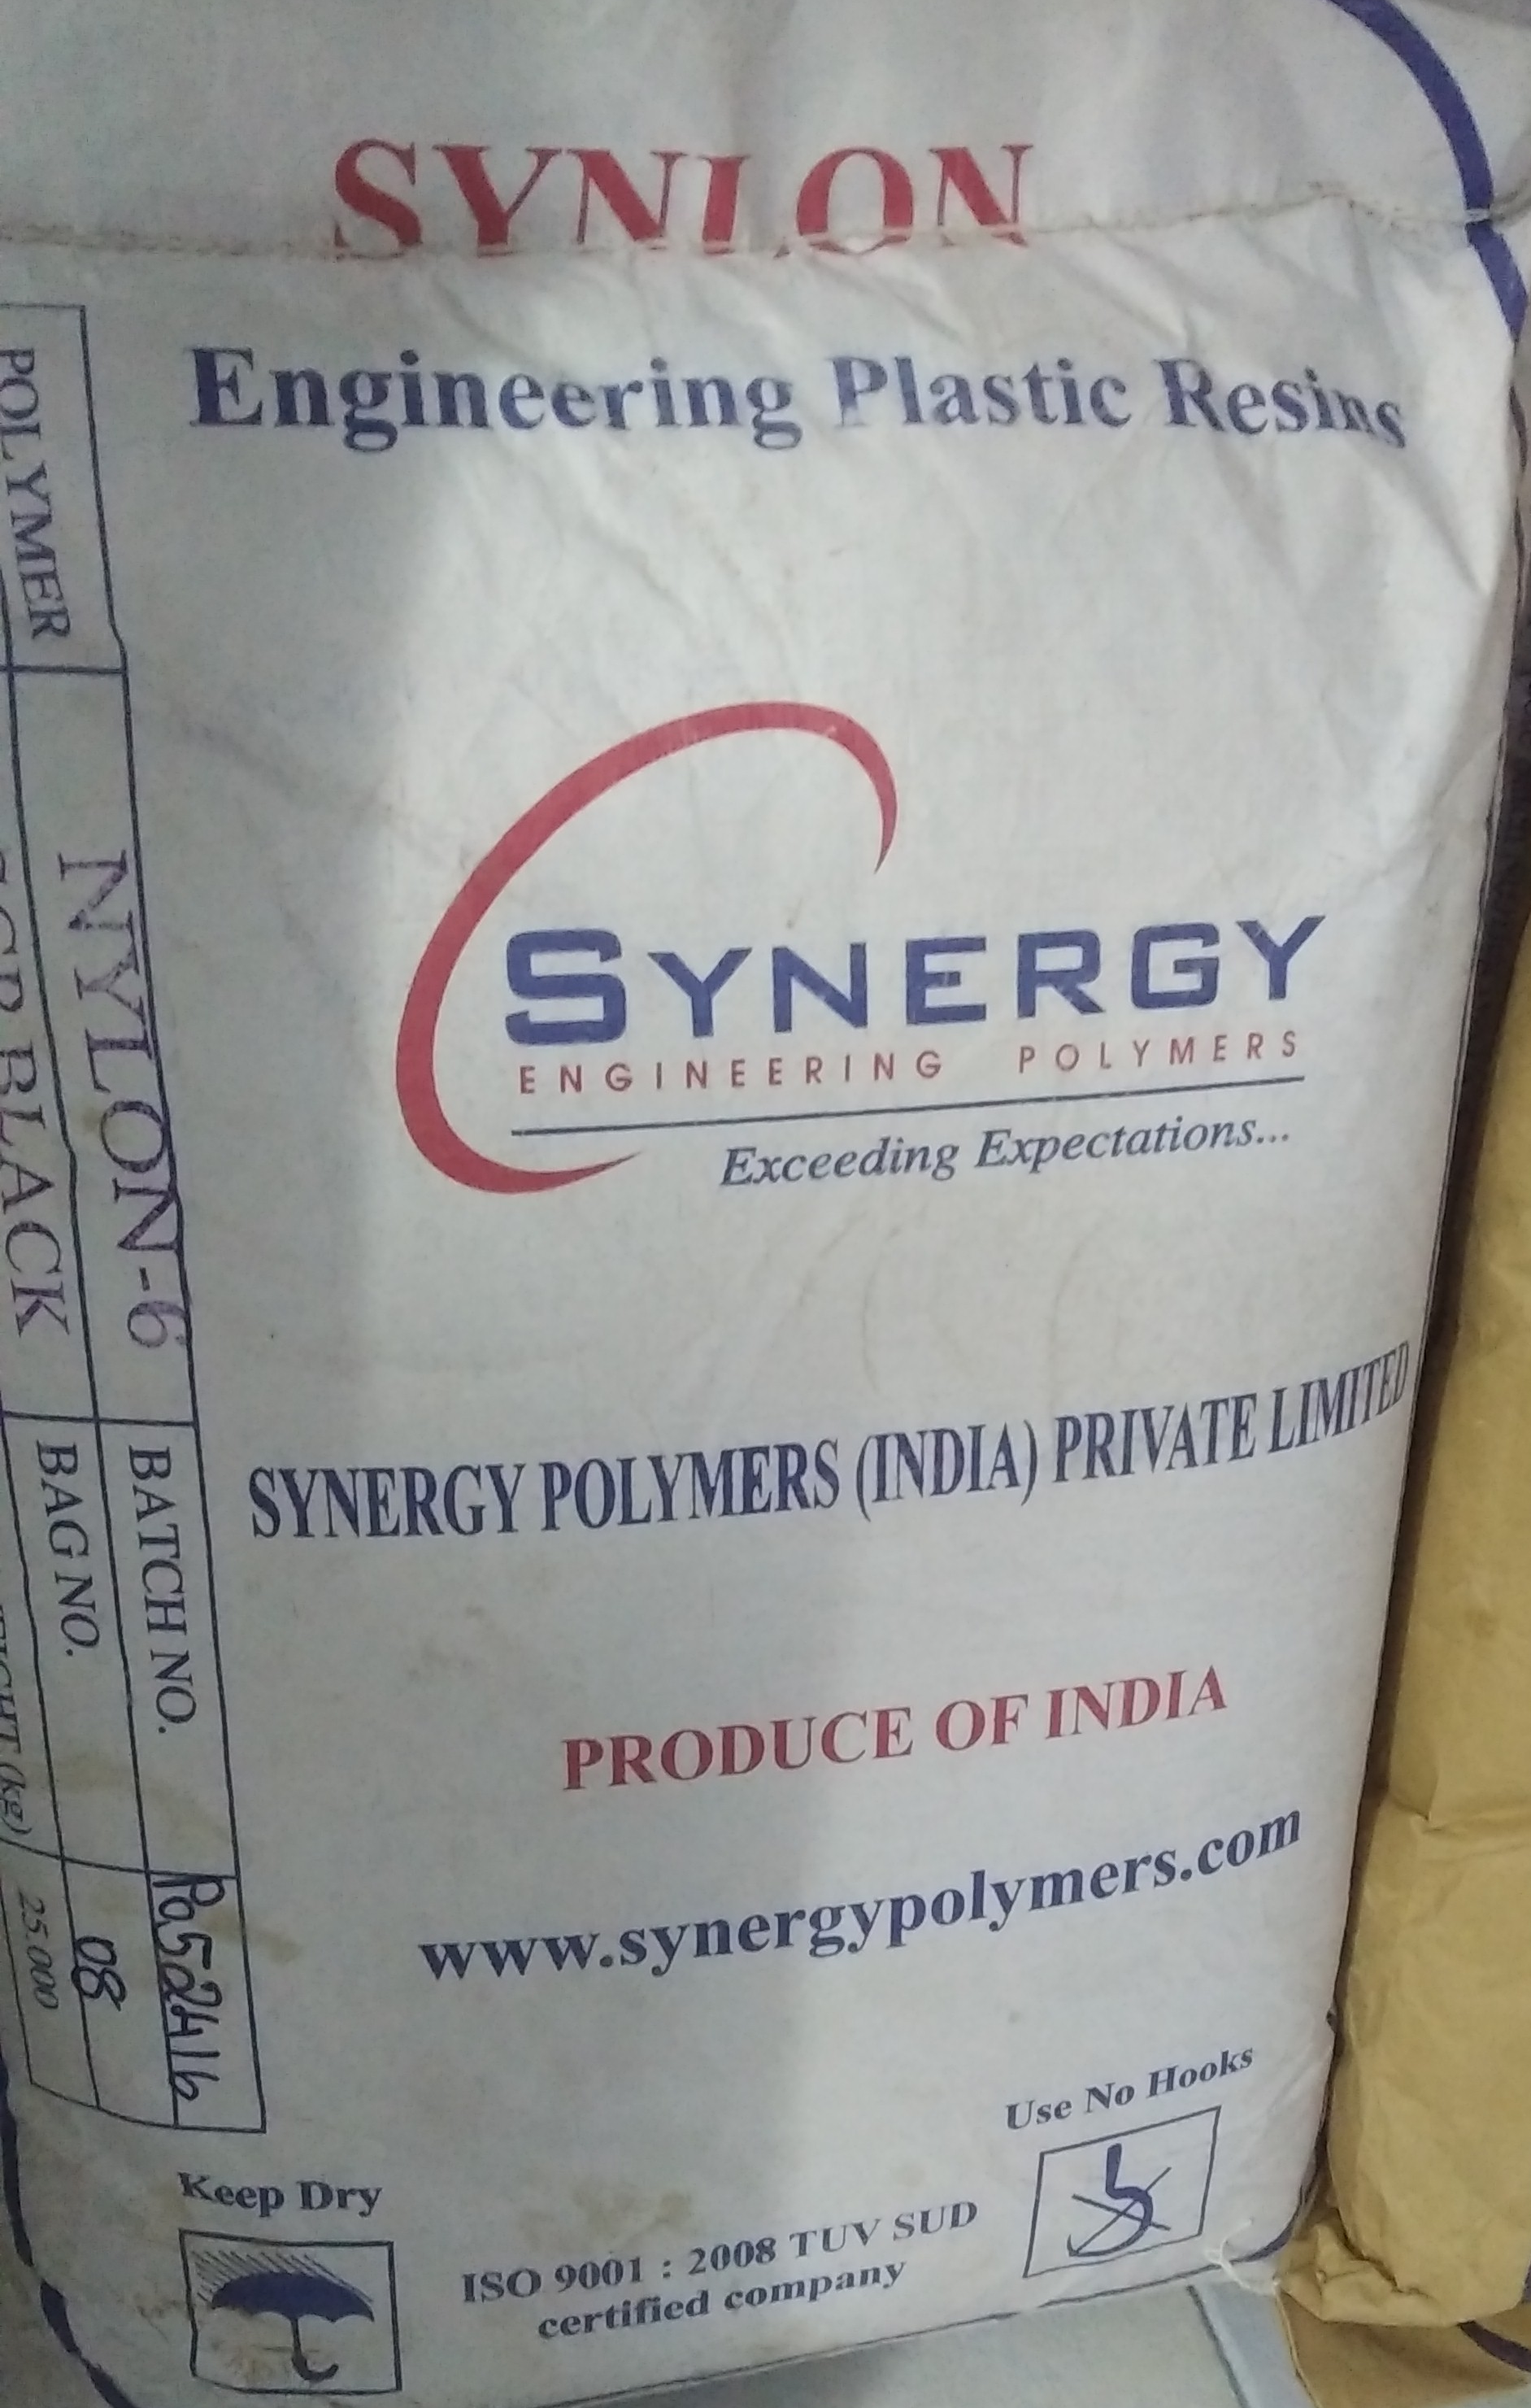 SYNLON
Engineering Plastic Resins
SYNERGY
ENGINEERING POLYMERS
Exceeding Expectations...
SYNERGY POLYMERS (INDIA) PRIVATE LIMITED
PRODUCE OF INDIA
www.synergypolymers.com
Use No Hooks
Keep Dry
ISO 9001 : 2008 TUV SUD
certified company
POLYMER NYLON-6 BATCH NO. Pa52416
BLACK BAG NO. 08
(kg) 25.000